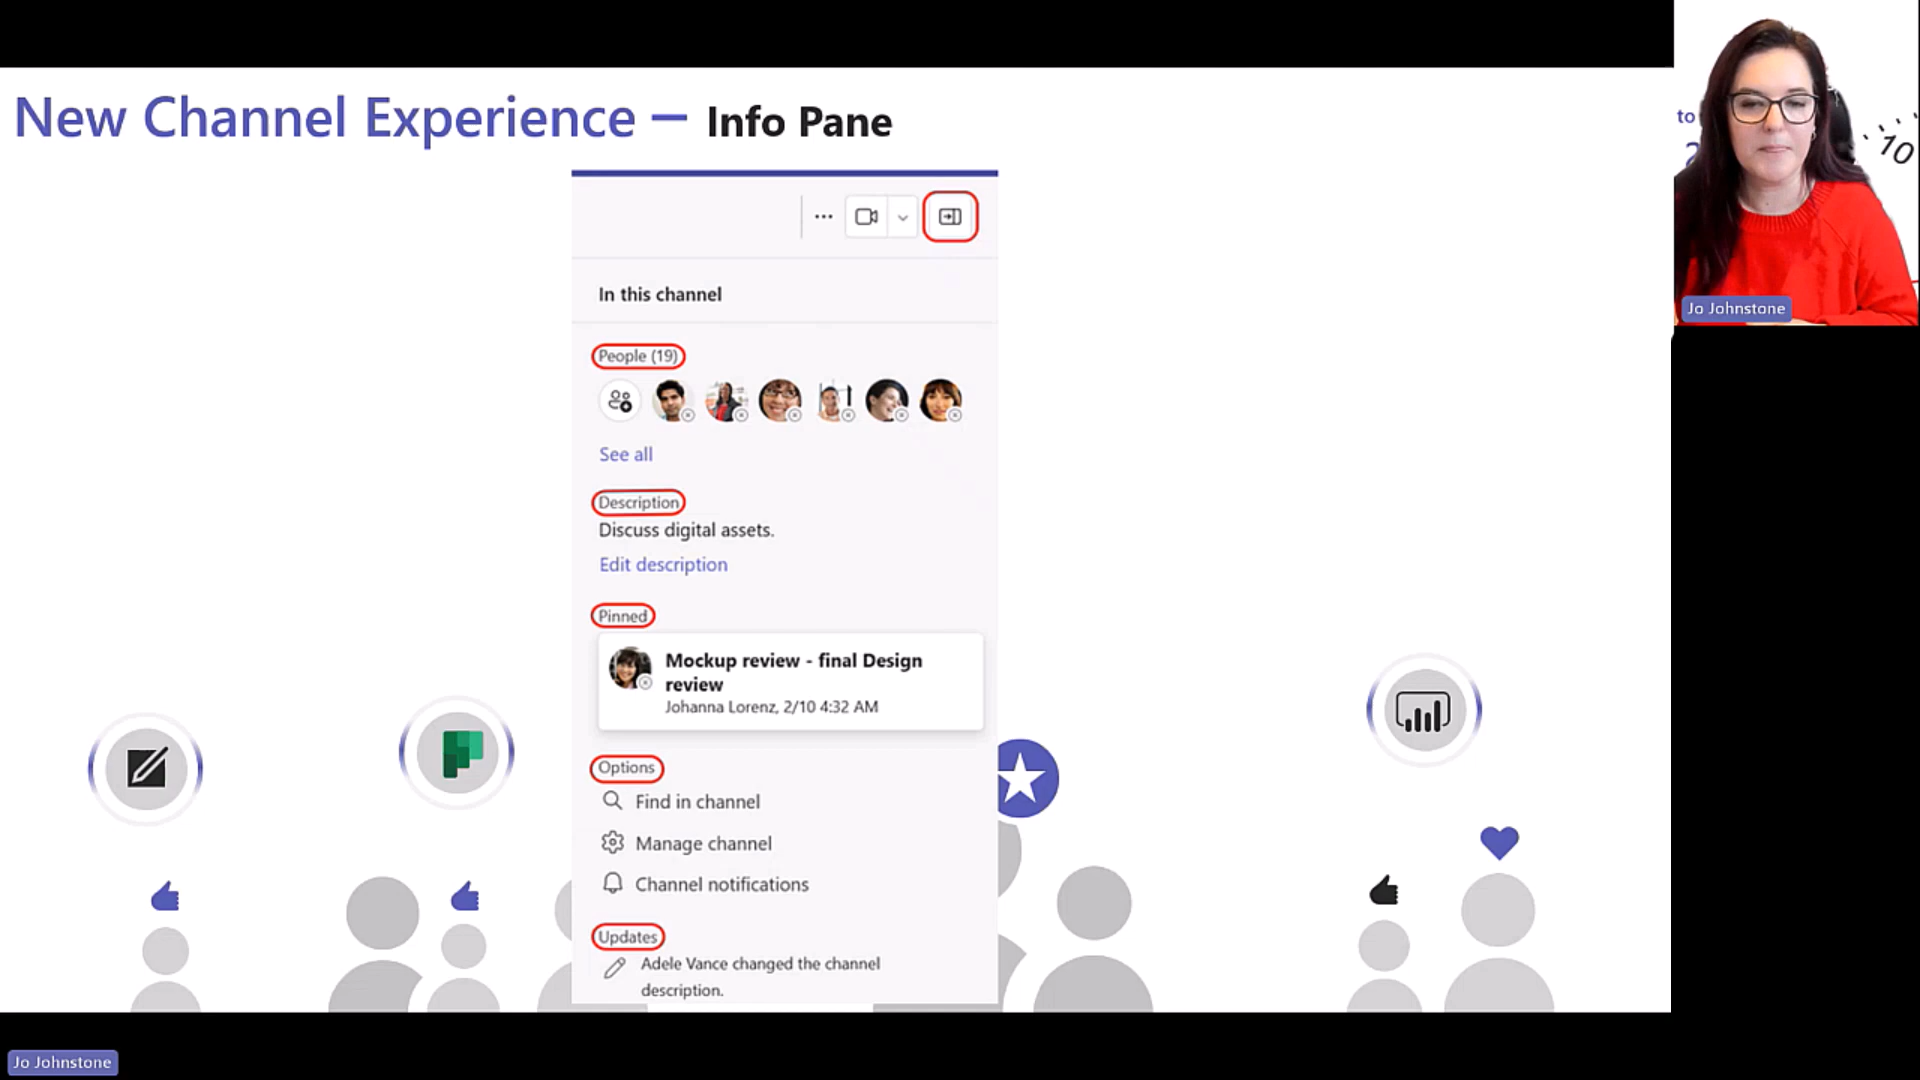 New Channel Experience – Info Pane
In this channel
People (19)
See all
Description
Discuss digital assets.
Edit description
Pinned
Mockup review - final Design
review
Johanna Lorenz, 2/10 4:32 AM
Options
Find in channel
Manage channel
Channel notifications
Updates
Adele Vance changed the channel
description.
to
10
Jo Johnstone
Jo Johnstone